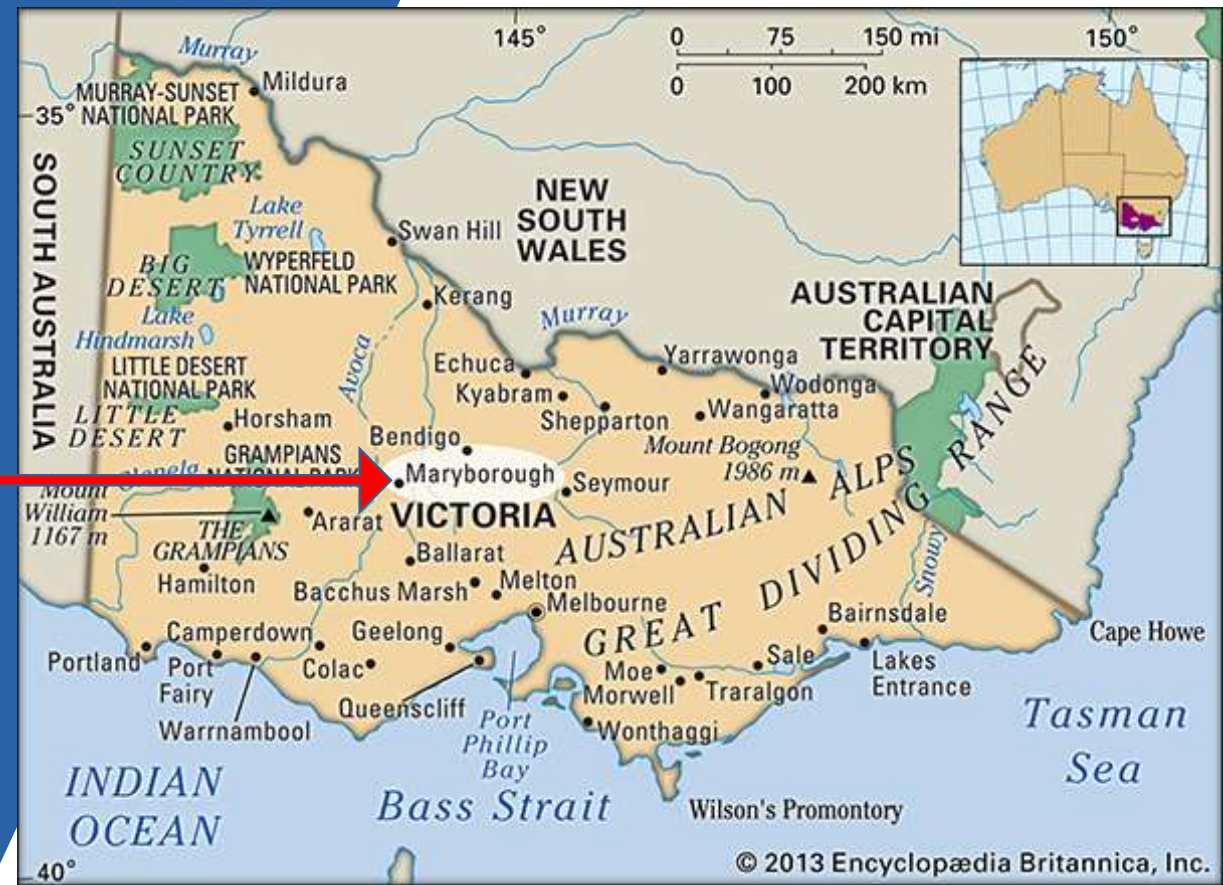 145°
0 75 150 mi
0 100 200 km
150°
Murray
Mildura
MURRAY-SUNSET
NATIONAL PARK
35°
SUNSET
COUNTRY
SOUTH AUSTRALIA
Lake
Tyrrell
Swan Hill
NEW
SOUTH
WALES
BIG
DESERT
WYPERFELD
NATIONAL PARK
Kerang
Murray
AUSTRALIAN
CAPITAL
TERRITORY
Lake
Hindmarsh
LITTLE DESERT
NATIONAL PARK
Avoca
Echuca
Kyabram
Yarrawonga
Wodonga
Shepparton
Wangaratta
LITTLE
DESERT
Horsham
Bendigo
Mount Bogong
1986 m
GRAMPIANS
NATIONAL PARK
Glenelg
Maryborough
Seymour
Mount
William
1167 m
THE
GRAMPIANS
Ararat
VICTORIA
AUSTRALIAN ALPS
GREAT DIVIDING RANGE
Snowy
Ballarat
Hamilton
Bacchus Marsh
Melton
Melbourne
Bairnsdale
Cape Howe
Camperdown
Geelong
Portland
Port
Fairy
Colac
Moe
Sale
Lakes
Entrance
Morwell
Traralgon
Warrnambool
Queenscliff
Port
Phillip
Bay
Wonthaggi
Tasman
Sea
INDIAN
OCEAN
Bass Strait
Wilson's Promontory
40°
© 2013 Encyclopædia Britannica, Inc.